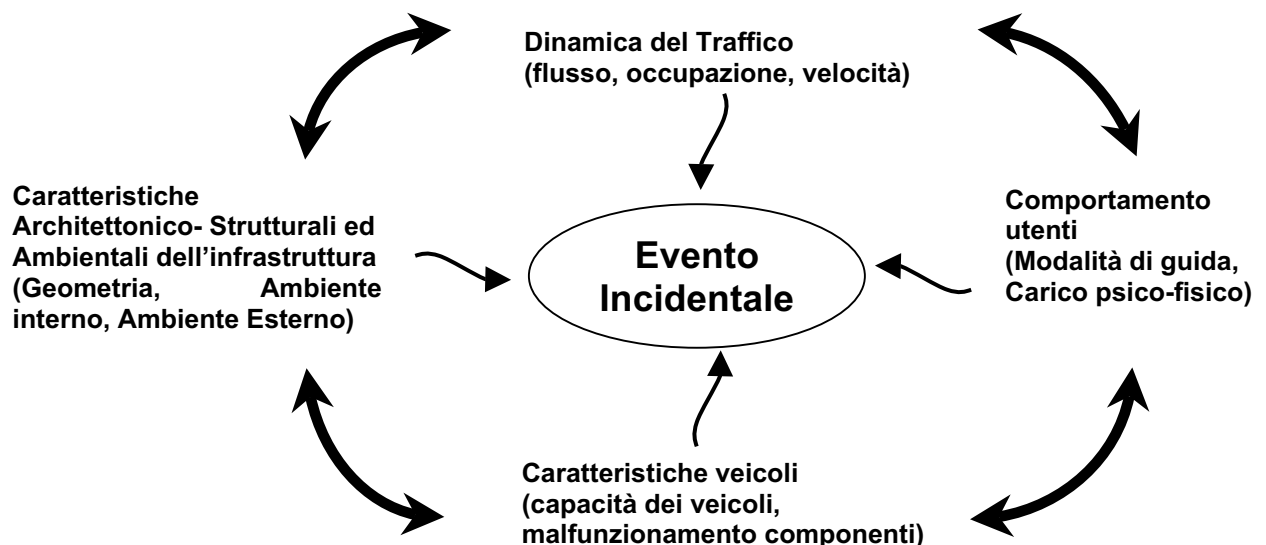 Dinamica del Traffico
(flusso, occupazione, velocità)
Caratteristiche
Architettonico- Strutturali ed
Ambientali dell’infrastruttura
(Geometria, Ambiente
interno, Ambiente Esterno)
Evento
Incidentale
Comportamento
utenti
(Modalità di guida,
Carico psico-fisico)
Caratteristiche veicoli
(capacità dei veicoli,
malfunzionamento componenti)